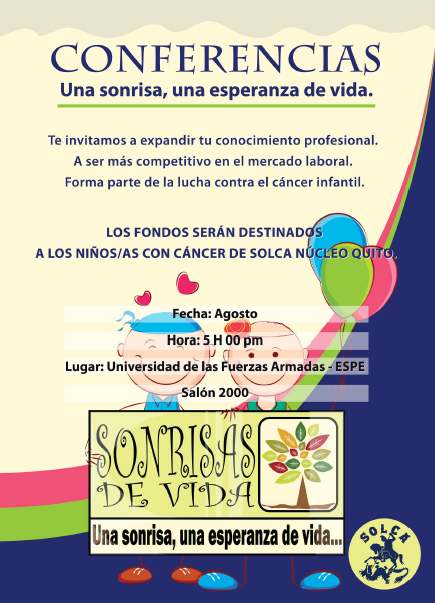 CONFERENCIAS
Una sonrisa, una esperanza de vida.
Te invitamos a expandir tu conocimiento profesional.
A ser más competitivo en el mercado laboral.
Forma parte de la lucha contra el cáncer infantil.
LOS FONDOS SERÁN DESTINADOS
A LOS NIÑOS/AS CON CÁNCER DE SOLCA NÚCLEO QUITO.
Fecha: Agosto
Hora: 5 H 00 pm
Lugar: Universidad de las Fuerzas Armadas - ESPE
Salón 2000
SONRISAS
DE VIDA
Una sonrisa, una esperanza de vida...
SOLCA